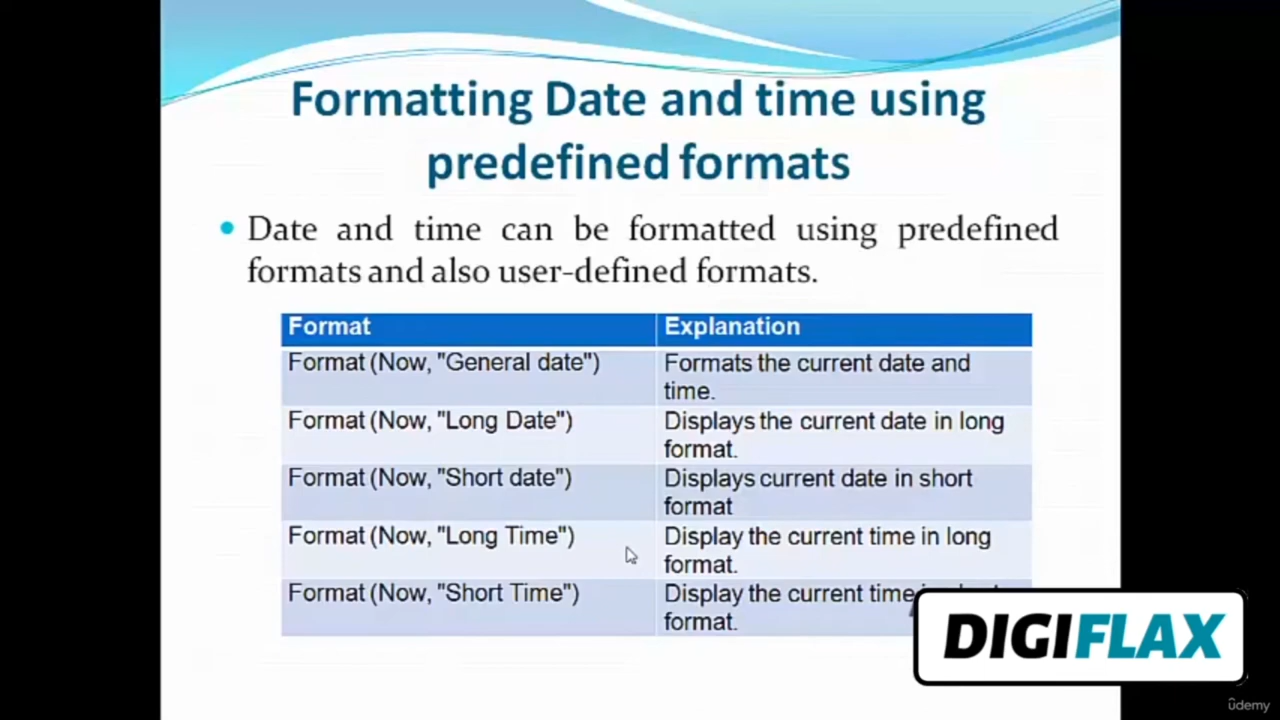 Formatting Date and time using
predefined formats
Date and time can be formatted using predefined
formats and also user-defined formats.
Format Explanation
Format (Now, "General date") Formats the current date and
time.
Format (Now, "Long Date") Displays the current date in long
format.
Format (Now, "Short date") Displays current date in short
format
Format (Now, "Long Time") Display the current time in long
format.
Format (Now, "Short Time") Display the current time
format.
DIGIFLAX
ûdemy